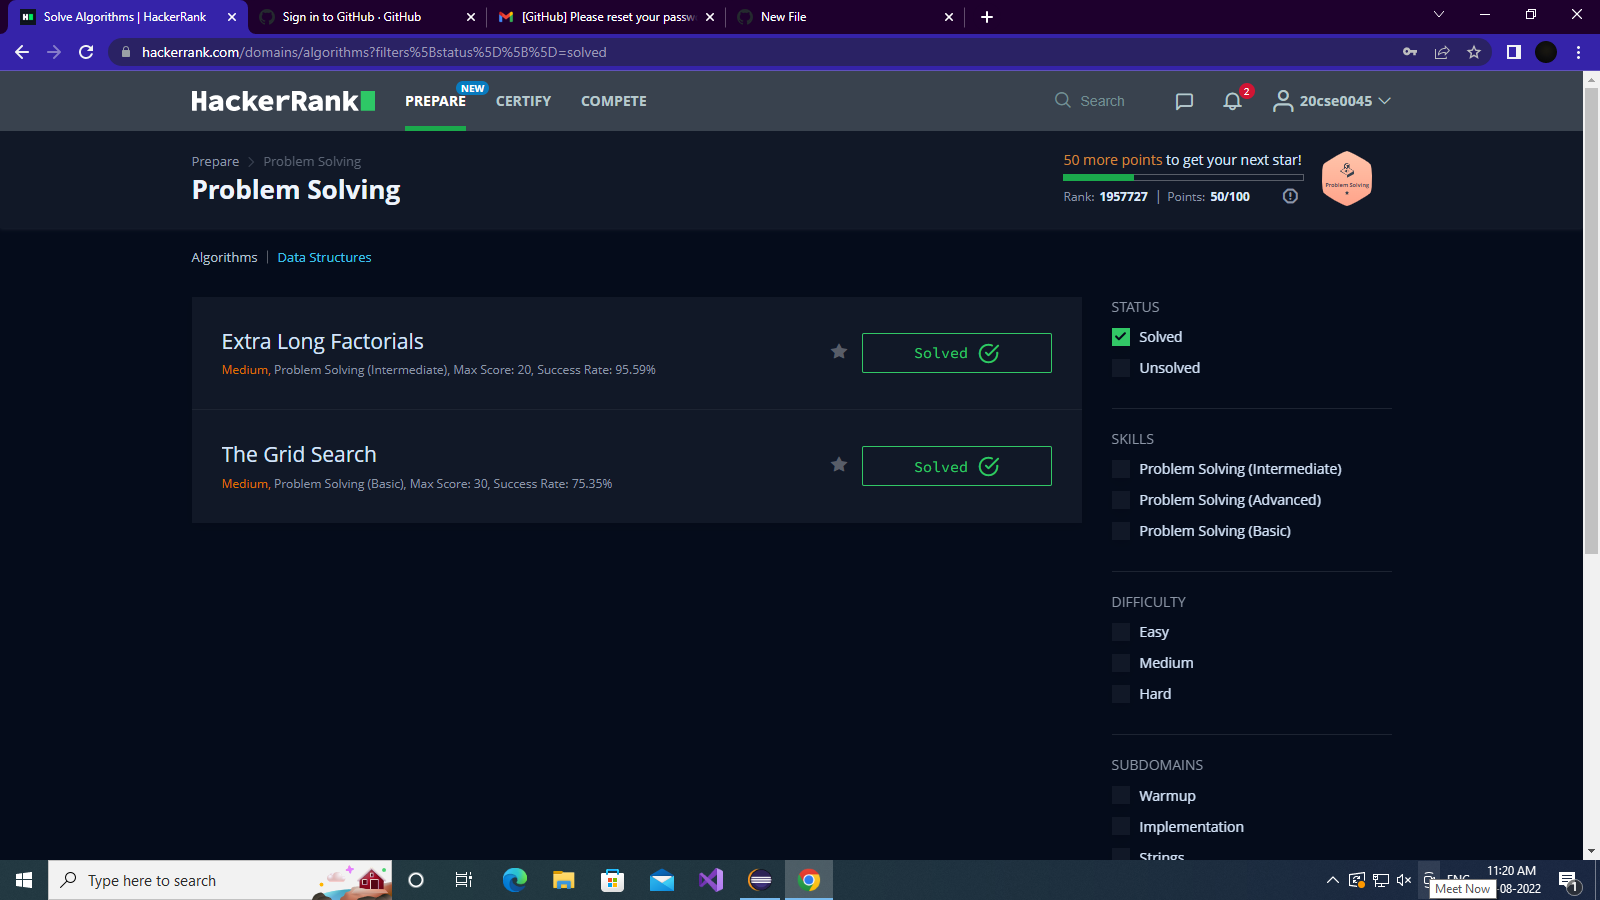 Solve Algorithms | HackerRank
Sign in to GitHub · GitHub
[GitHub] Please reset your passw
New File
hackerrank.com/domains/algorithms?filters%5Bstatus%5D%5B%5D=solved
HackerRank
PREPARE
NEW
CERTIFY
COMPETE
Search
2
20cse0045
Prepare
Problem Solving
Problem Solving
50 more points to get your next star!
Rank: 1957727 | Points: 50/100
Problem Solving
Algorithms | Data Structures
Extra Long Factorials
Medium, Problem Solving (Intermediate), Max Score: 20, Success Rate: 95.59%
Solved
The Grid Search
Medium, Problem Solving (Basic), Max Score: 30, Success Rate: 75.35%
Solved
STATUS
Solved
Unsolved
SKILLS
Problem Solving (Intermediate)
Problem Solving (Advanced)
Problem Solving (Basic)
DIFFICULTY
Easy
Medium
Hard
SUBDOMAINS
Warmup
Implementation
Strings
Type here to search
ENG
11:20 AM
-08-2022
1
Meet Now